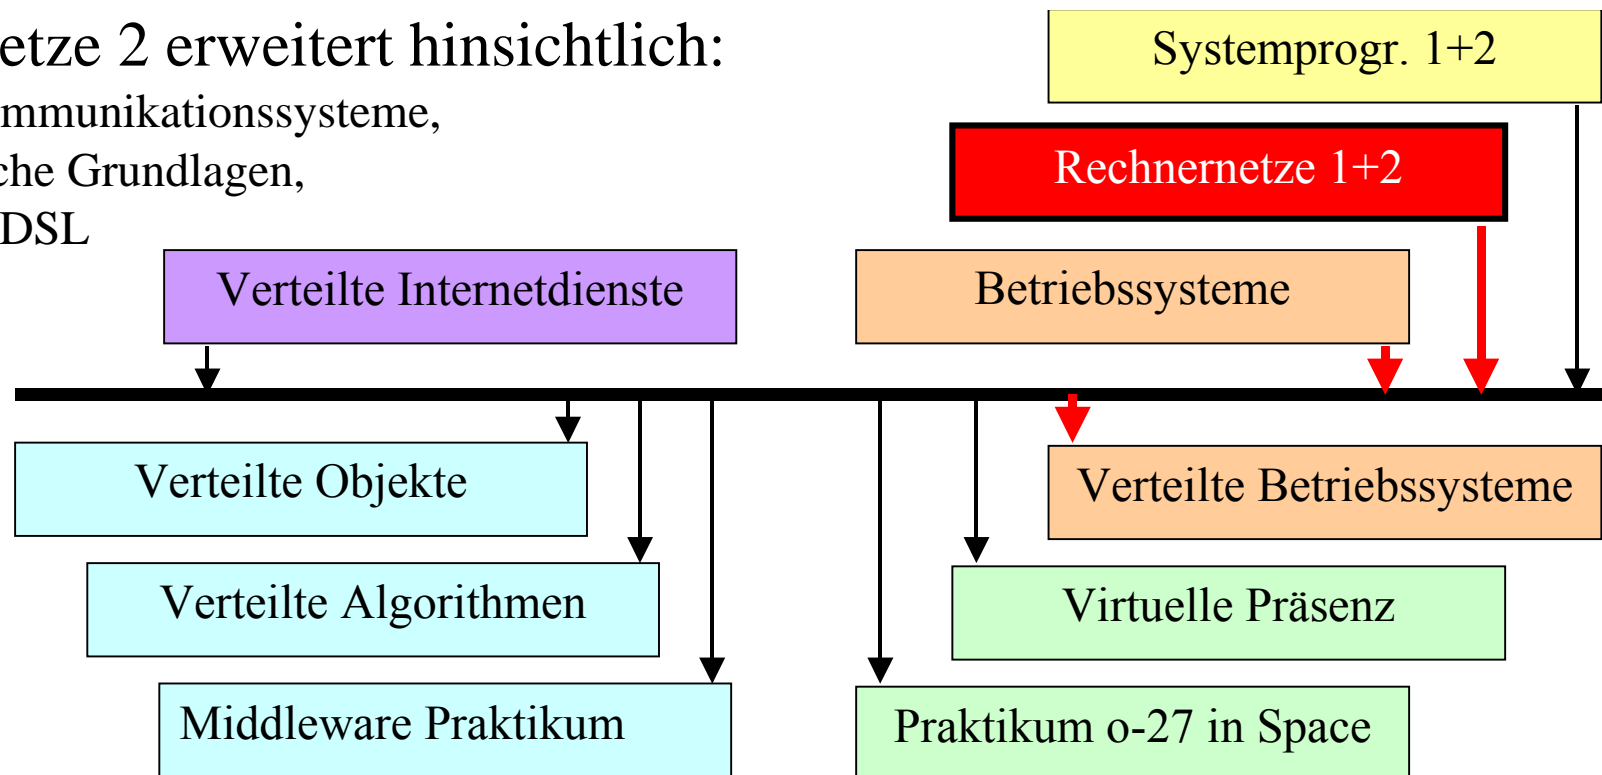 etze 2 erweitert hinsichtlich:
mmunikationssysteme,
che Grundlagen,
DSL
Systemprogr. 1+2
Rechnernetze 1+2
Verteilte Internetdienste
Betriebssysteme
Verteilte Objekte
Verteilte Betriebssysteme
Verteilte Algorithmen
Virtuelle Präsenz
Middleware Praktikum
Praktikum o-27 in Space